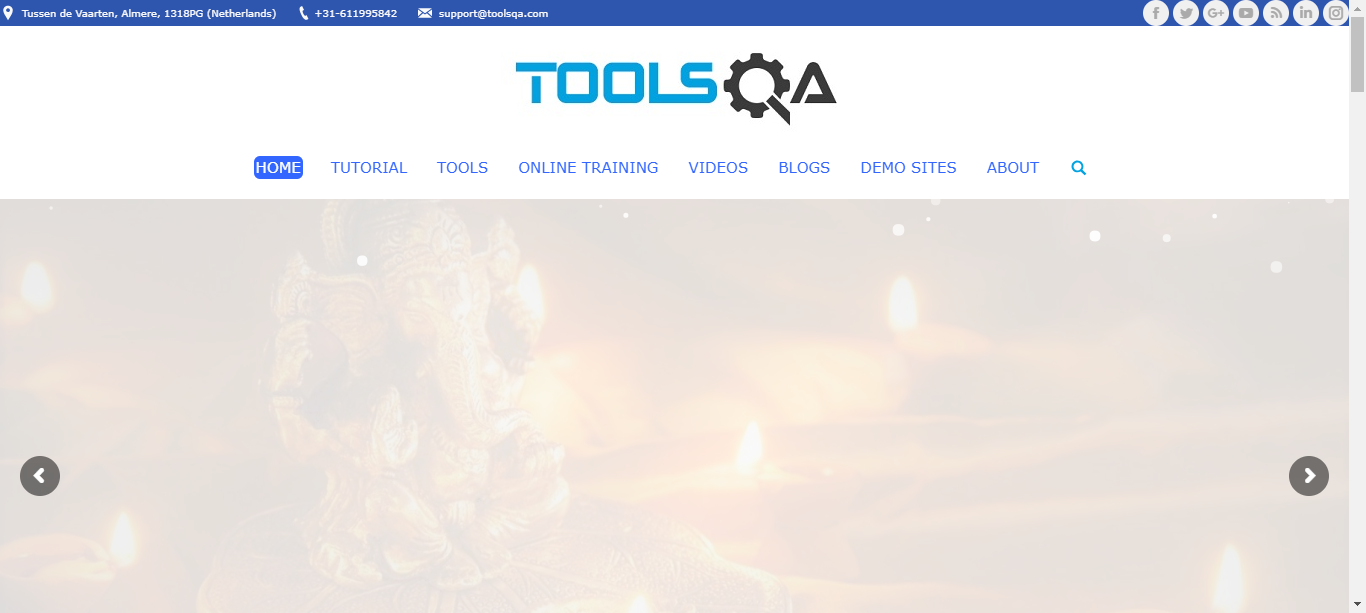 Tussen de Vaarten, Almere, 1318PG (Netherlands) +31-611995842 support@toolsqa.com
TOOLSQA
HOME TUTORIAL TOOLS ONLINE TRAINING VIDEOS BLOGS DEMO SITES ABOUT